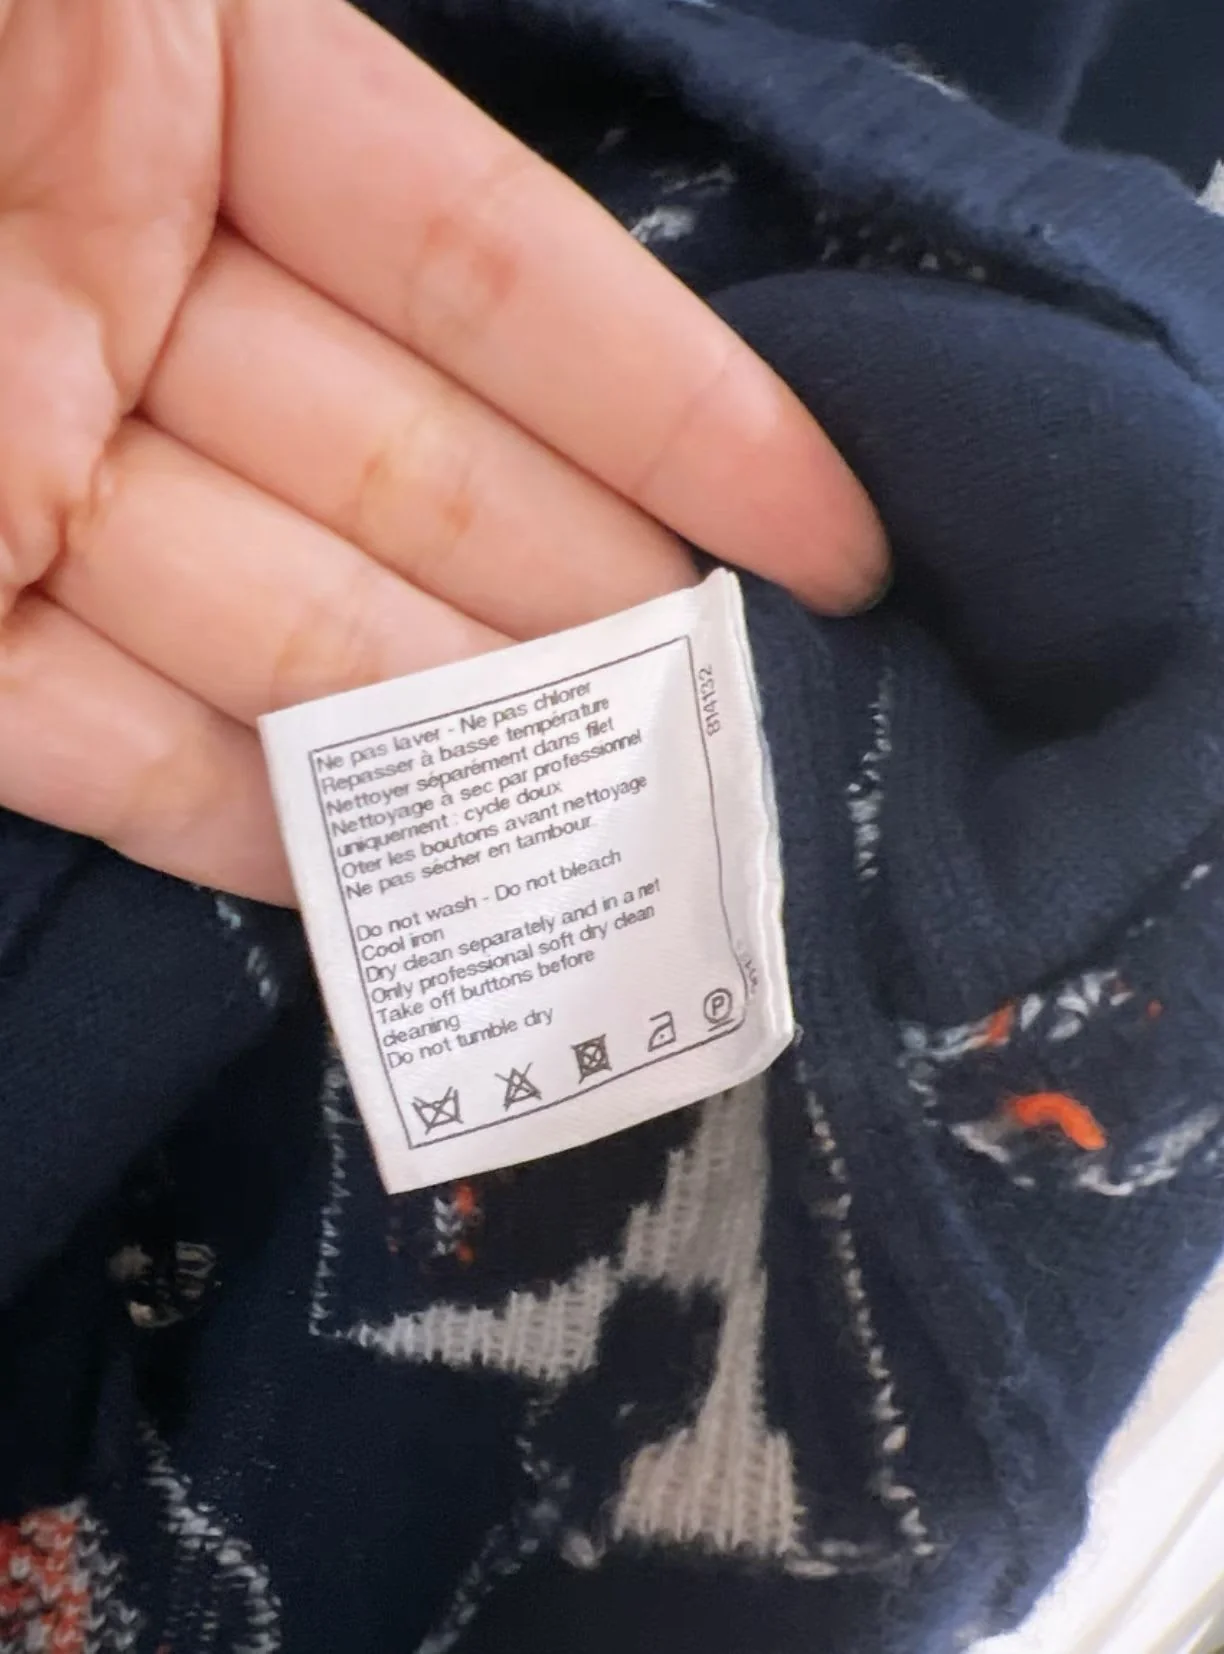 Ne pas laver - Ne pas chlorer
Repasser à basse température
Nettoyer séparément dans filet
Nettoyage à sec par professionnel
uniquement : cycle doux
Oter les boutons avant nettoyage
Ne pas sécher en tambour
Do not wash - Do not bleach
Cool iron
Dry clean separately and in a net
Only professional soft dry clean
Take off buttons before
cleaning
Do not tumble dry
P
814132